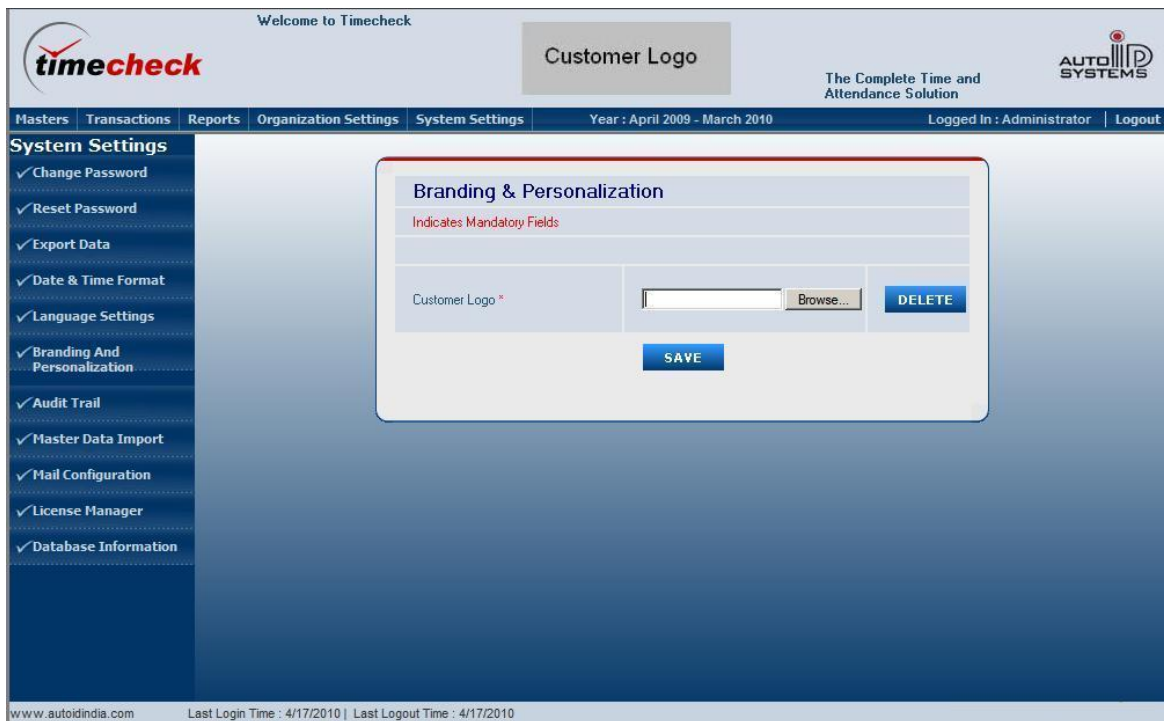 Welcome to Timecheck
timecheck
Customer Logo
The Complete Time and
Attendance Solution
AUTO ID
SYSTEMS
Masters Transactions Reports Organization Settings System Settings Year : April 2009 - March 2010 Logged In : Administrator | Logout
System Settings
Change Password
Reset Password
Export Data
Date & Time Format
Language Settings
Branding And
Personalization
Audit Trail
Master Data Import
Mail Configuration
License Manager
Database Information
Branding & Personalization
Indicates Mandatory Fields
Customer Logo * Browse... DELETE
SAVE
www.autoidindia.com Last Login Time : 4/17/2010 | Last Logout Time : 4/17/2010